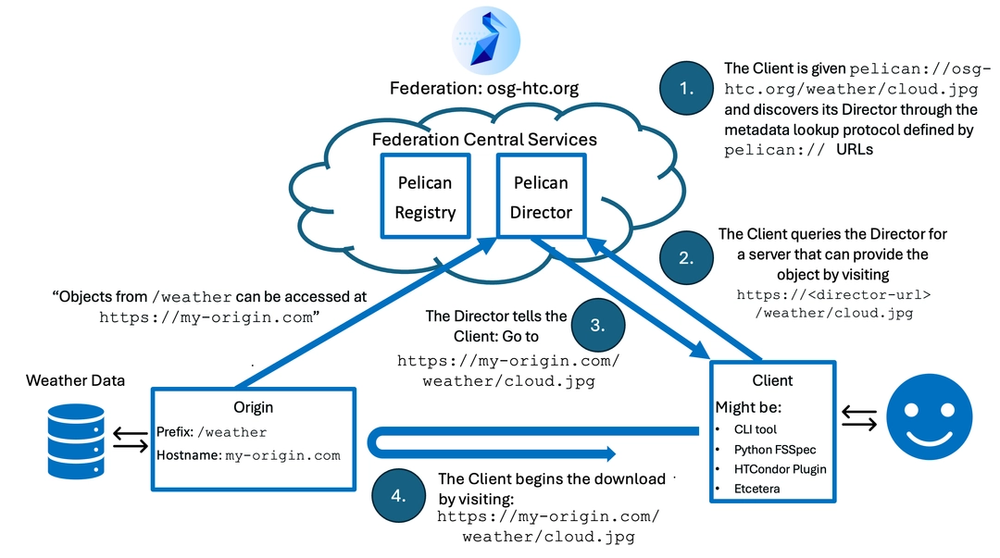 Federation: osg-htc.org
Federation Central Services
Pelican
Registry
Pelican
Director
1.
The Client is given pelican://osg-
htc.org/weather/cloud.jpg
and discovers its Director through the
metadata lookup protocol defined by
pelican:// URLs
2.
The Client queries the Director for
a server that can provide the
object by visiting
https://<director-url>
/weather/cloud.jpg
“Objects from /weather can be accessed at
https://my-origin.com”
The Director tells the
Client: Go to
3.
https://my-origin.com/
weather/cloud.jpg
Weather Data
Origin
Prefix: /weather
Hostname: my-origin.com
Client
Might be:
• CLI tool
• Python FSSpec
• HTCondor Plugin
• Etcetera
4.
The Client begins the download
by visiting:
https://my-origin.com/
weather/cloud.jpg